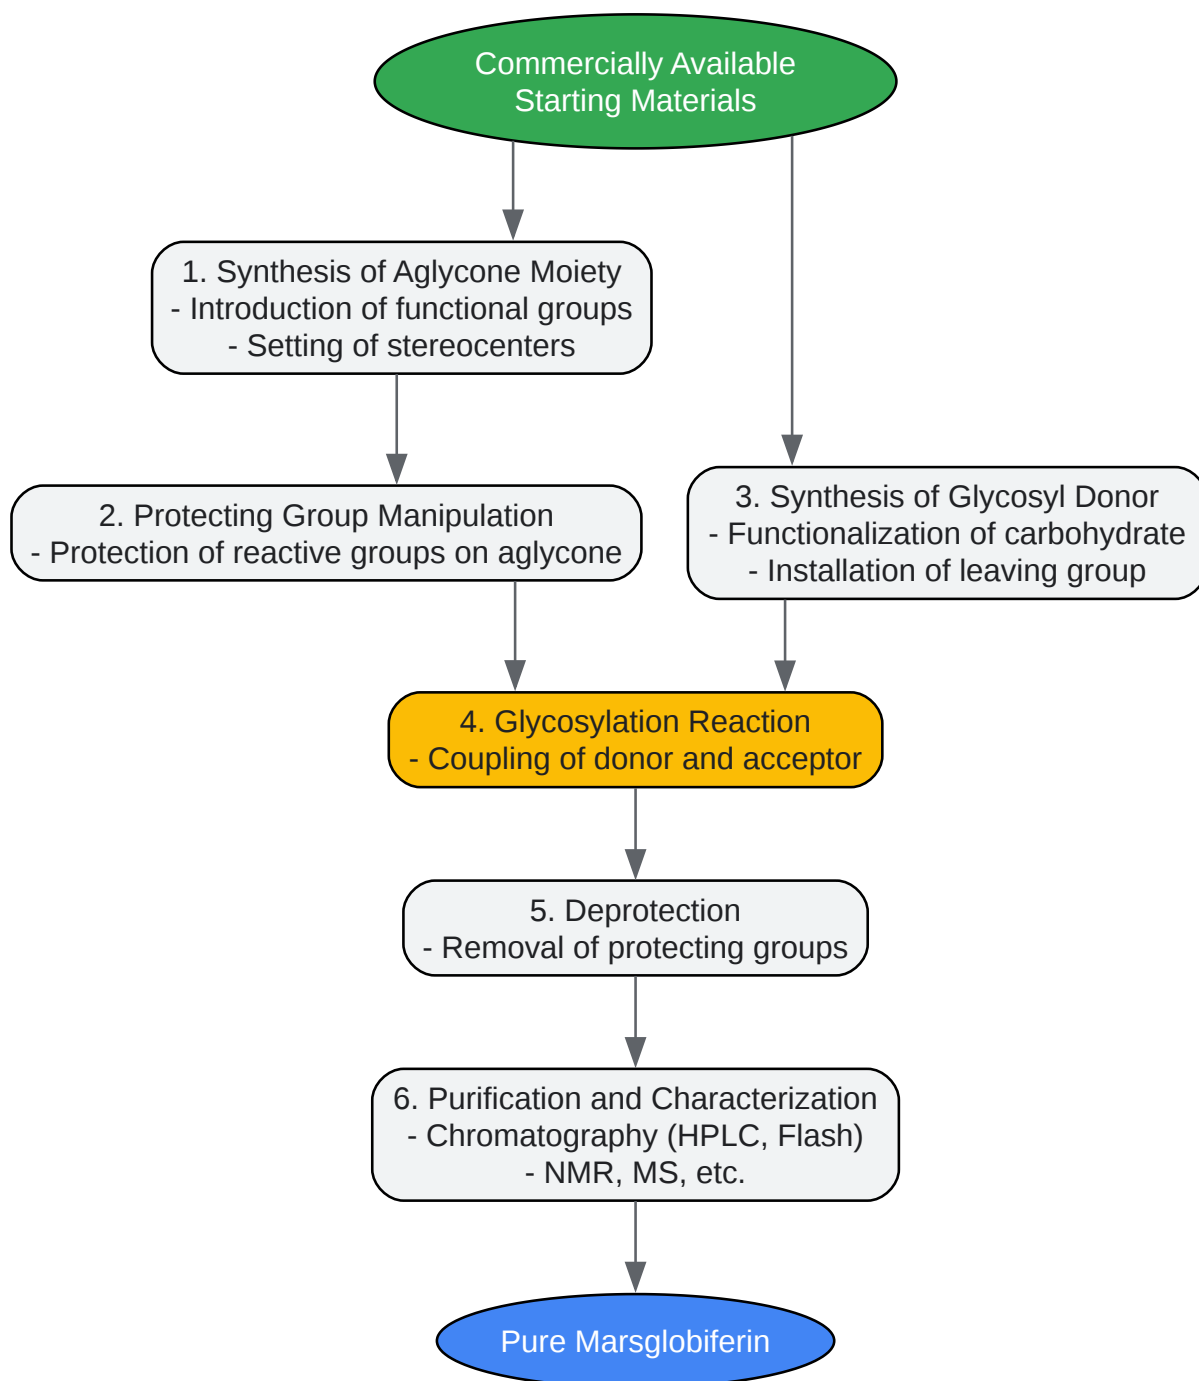 Commercially Available
Starting Materials
1. Synthesis of Aglycone Moiety
- Introduction of functional groups
- Setting of stereocenters
2. Protecting Group Manipulation
- Protection of reactive groups on aglycone
3. Synthesis of Glycosyl Donor
- Functionalization of carbohydrate
- Installation of leaving group
4. Glycosylation Reaction
- Coupling of donor and acceptor
5. Deprotection
- Removal of protecting groups
6. Purification and Characterization
- Chromatography (HPLC, Flash)
- NMR, MS, etc.
Pure Marsglobiferin